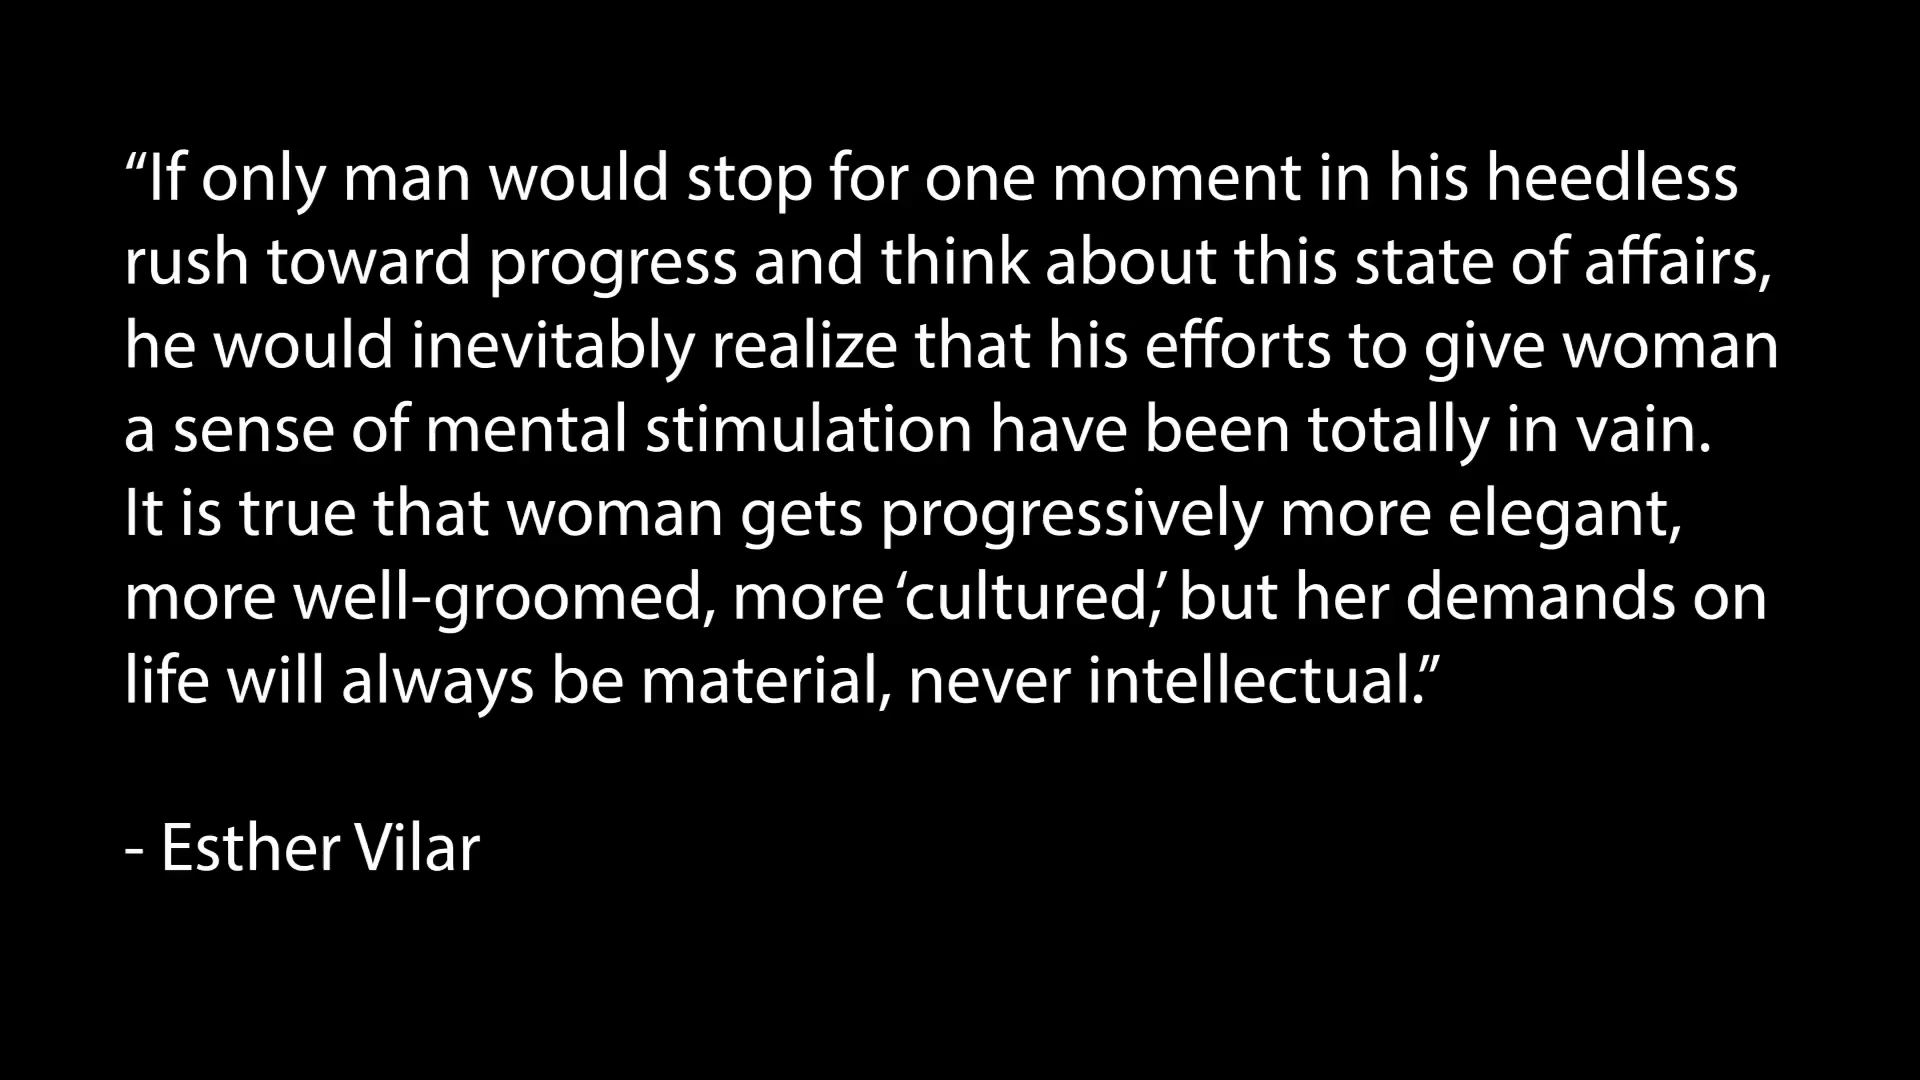 “If only man would stop for one moment in his heedless
rush toward progress and think about this state of affairs,
he would inevitably realize that his efforts to give woman
a sense of mental stimulation have been totally in vain.
It is true that woman gets progressively more elegant,
more well-groomed, more ‘cultured,’ but her demands on
life will always be material, never intellectual.”
- Esther Vilar